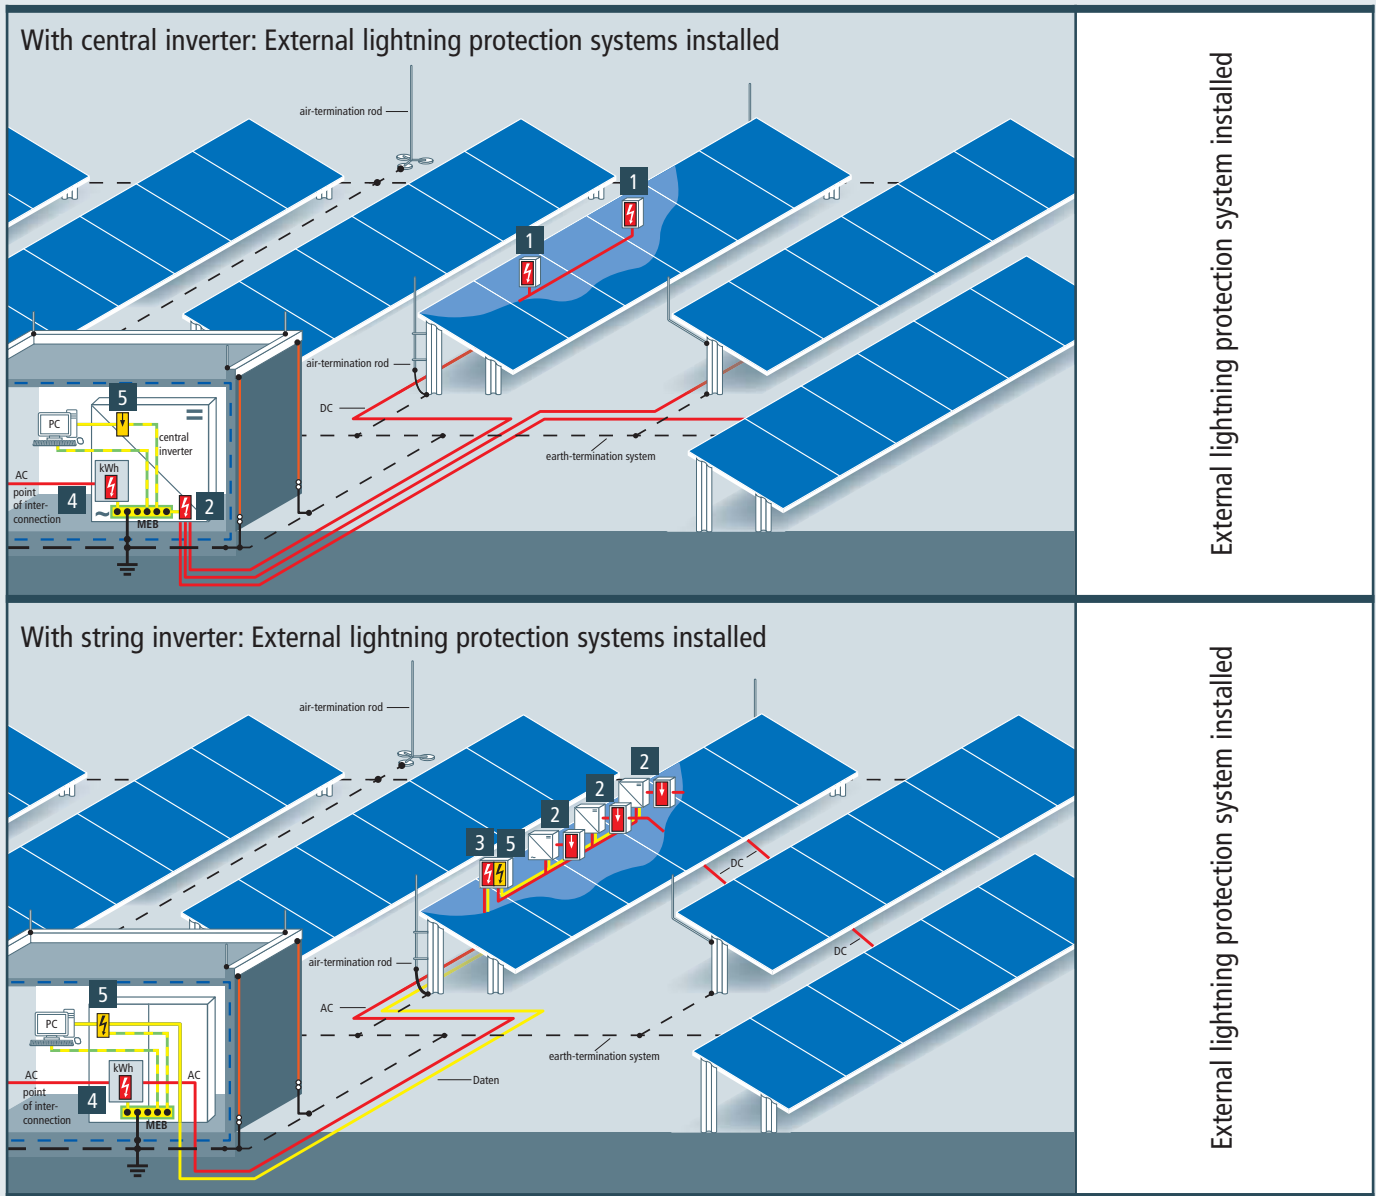 With central inverter: External lightning protection systems installed
External lightning protection system installed
air-termination rod
1
1
air-termination rod
DC
earth-termination system
5
PC
central
inverter
AC
kWh
point
of inter-
connection
4
2
~
MEB
With string inverter: External lightning protection systems installed
External lightning protection system installed
air-termination rod
2
2
2
3
5
DC
DC
air-termination rod
AC
earth-termination system
Daten
5
PC
AC
kWh
AC
point
of inter-
connection
4
MEB